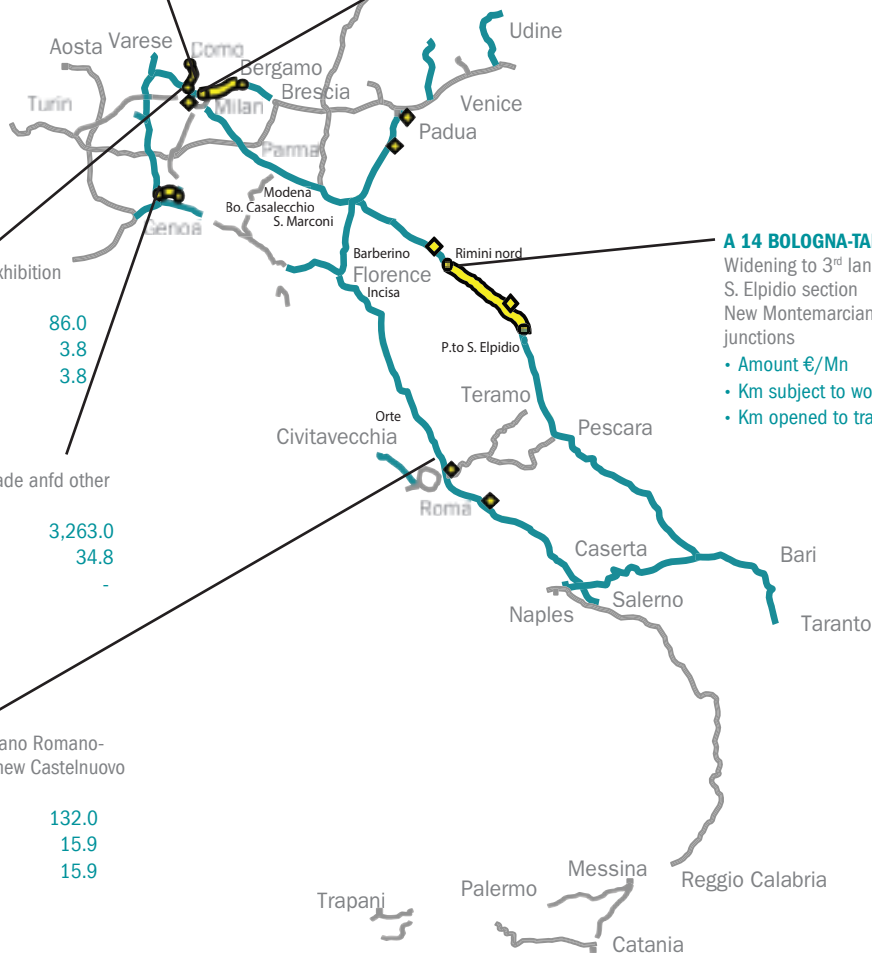 Udine
Aosta
Varese
Como
Bergamo
Brescia
Turin
Milan
Venice
Padua
Parma
Modena
Bo. Casalecchio
S. Marconi
Genoa
Barberino
Rimini nord
Florence
Incisa
P.to S. Elpidio
Teramo
Orte
Civitavecchia
Pescara
Roma
Caserta
Bari
Naples
Salerno
Taranto
Messina
Palermo
Reggio Calabria
Trapani
Catania
xhibition
86.0
3.8
3.8
ade anfd other
3,263.0
34.8
-
ano Romano-
new Castelnuovo
132.0
15.9
15.9
A 14 BOLOGNA-TA
Widening to 3rd lan
S. Elpidio section
New Montemarcian
junctions
• Amount €/Mn
• Km subject to wo
• Km opened to tra